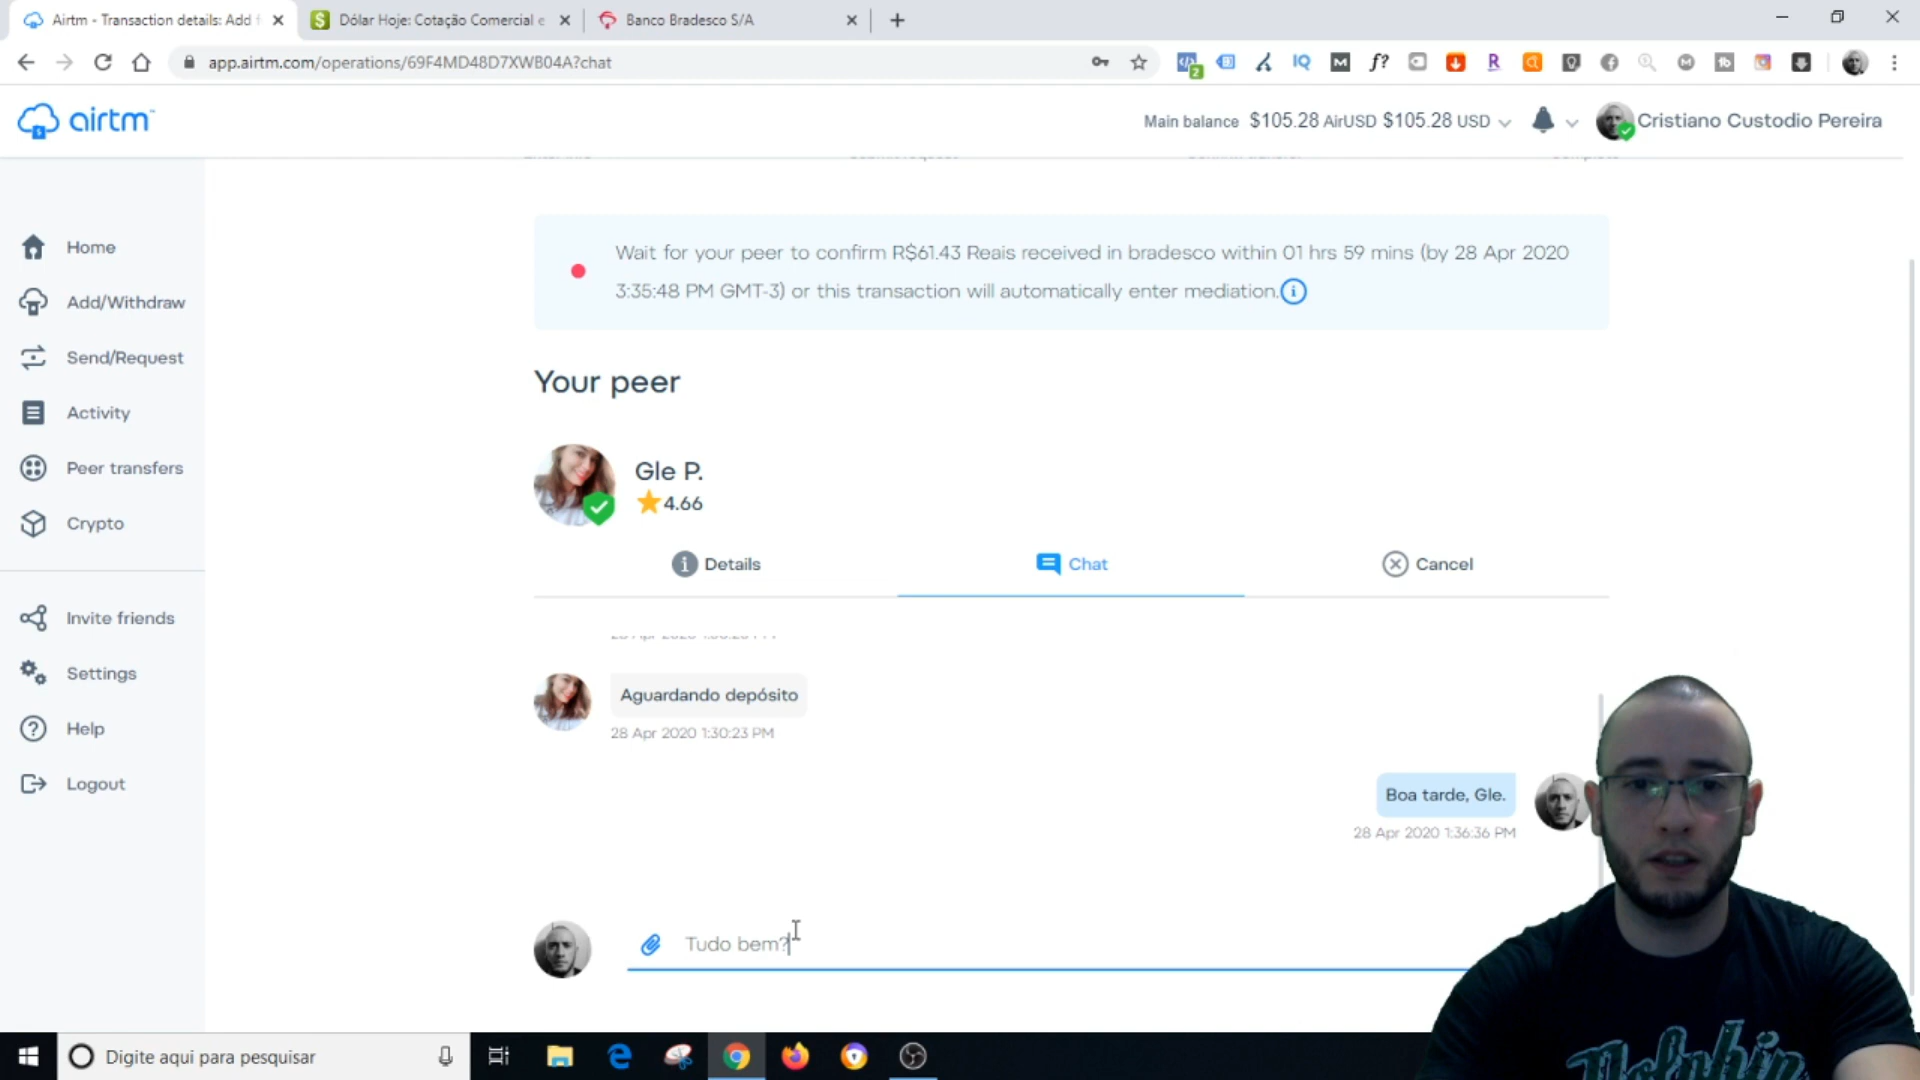 Airtm - Transaction details: Add f
Dólar Hoje: Cotação Comercial e
Banco Bradesco S/A
app.airtm.com/operations/69F4MD48D7XWB04A?chat
airtm
Main balance $105.28 AirUSD $105.28 USD
Cristiano Custodio Pereira
Home
Add/Withdraw
Send/Request
Activity
Peer transfers
Crypto
Invite friends
Settings
Help
Logout
Wait for your peer to confirm R$61.43 Reais received in bradesco within 01 hrs 59 mins (by 28 Apr 2020
3:35:48 PM GMT-3) or this transaction will automatically enter mediation.
Your peer
Gle P.
4.66
Details
Chat
Cancel
Aguardando depósito
28 Apr 2020 1:30:23 PM
Boa tarde, Gle.
28 Apr 2020 1:36:36 PM
Tudo bem?
Digite aqui para pesquisar